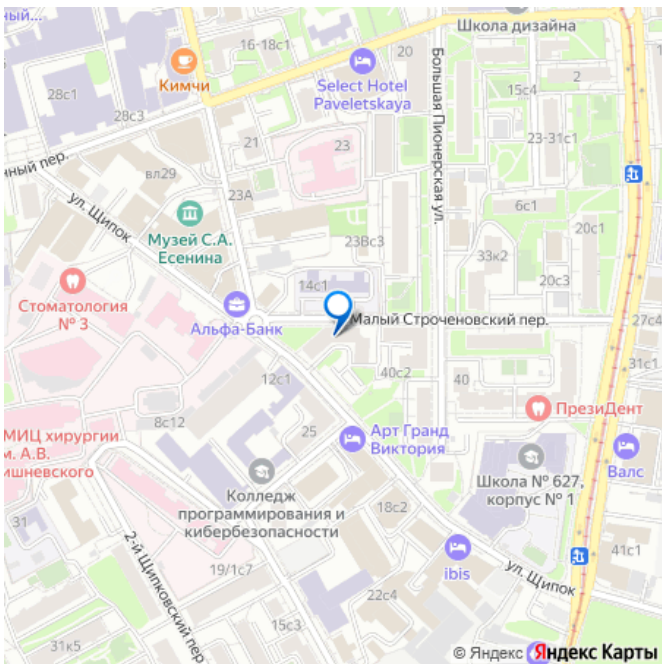 ный...
Школа дизайна
16-18с1
20
Кимчи
Select Hotel
Paveletskaya
2
15с4
28с1
28с3
21
23
23-31с1
Большая Пионерская ул.
нный пер.
вл29
23А
ул. Щипок
6с1
20с1
Музей С.А.
Есенина
23Вс3
33к2
Стоматология
№ 3
14с1
20с3
Альфа-Банк
Малый Строченовский пер.
27с4
31с1
12с1
40с2
40
8с12
ПрезиДент
МИЦ хирургии
м. А.В.
ишневского
25
Арт Гранд
Виктория
Валс
Колледж
программирования и
кибербезопасности
Школа № 627,
корпус № 1
31
18с2
2-й Щипковский пер
19/1с7
ibis
ул. Щипок
41с1
22с4
15с3
31к5
© Яндекс Яндекс Карты